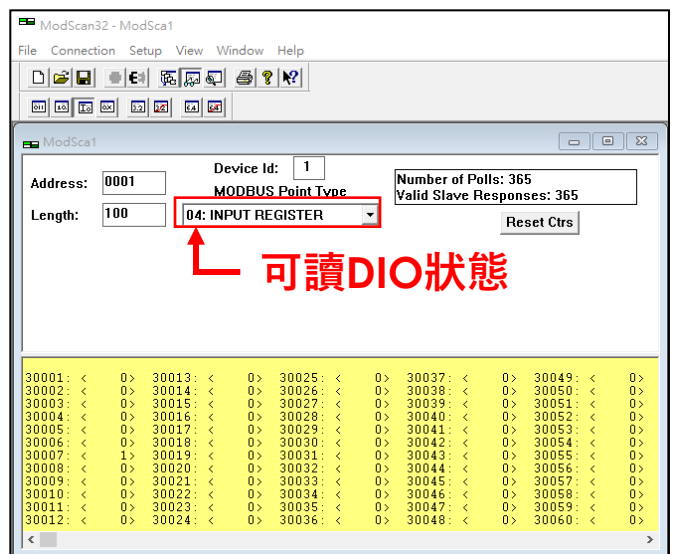 ModScan32 - ModSca1
File Connection Setup View Window Help
ModSca1
Device Id: 1
Address: 0001
MODBUS Point Type
Number of Polls: 365
Valid Slave Responses: 365
Length: 100
04: INPUT REGISTER
Reset Ctrs
可讀DIO狀態
30001: < 0> 30013: < 0> 30025: < 0> 30037: < 0> 30049: < 0>
30002: < 0> 30014: < 0> 30026: < 0> 30038: < 0> 30050: < 0>
30003: < 0> 30015: < 0> 30027: < 0> 30039: < 0> 30051: < 0>
30004: < 0> 30016: < 0> 30028: < 0> 30040: < 0> 30052: < 0>
30005: < 0> 30017: < 0> 30029: < 0> 30041: < 0> 30053: < 0>
30006: < 0> 30018: < 0> 30030: < 0> 30042: < 0> 30054: < 0>
30007: < 1> 30019: < 0> 30031: < 0> 30043: < 0> 30055: < 0>
30008: < 0> 30020: < 0> 30032: < 0> 30044: < 0> 30056: < 0>
30009: < 0> 30021: < 0> 30033: < 0> 30045: < 0> 30057: < 0>
30010: < 0> 30022: < 0> 30034: < 0> 30046: < 0> 30058: < 0>
30011: < 0> 30023: < 0> 30035: < 0> 30047: < 0> 30059: < 0>
30012: < 0> 30024: < 0> 30036: < 0> 30048: < 0> 30060: < 0>